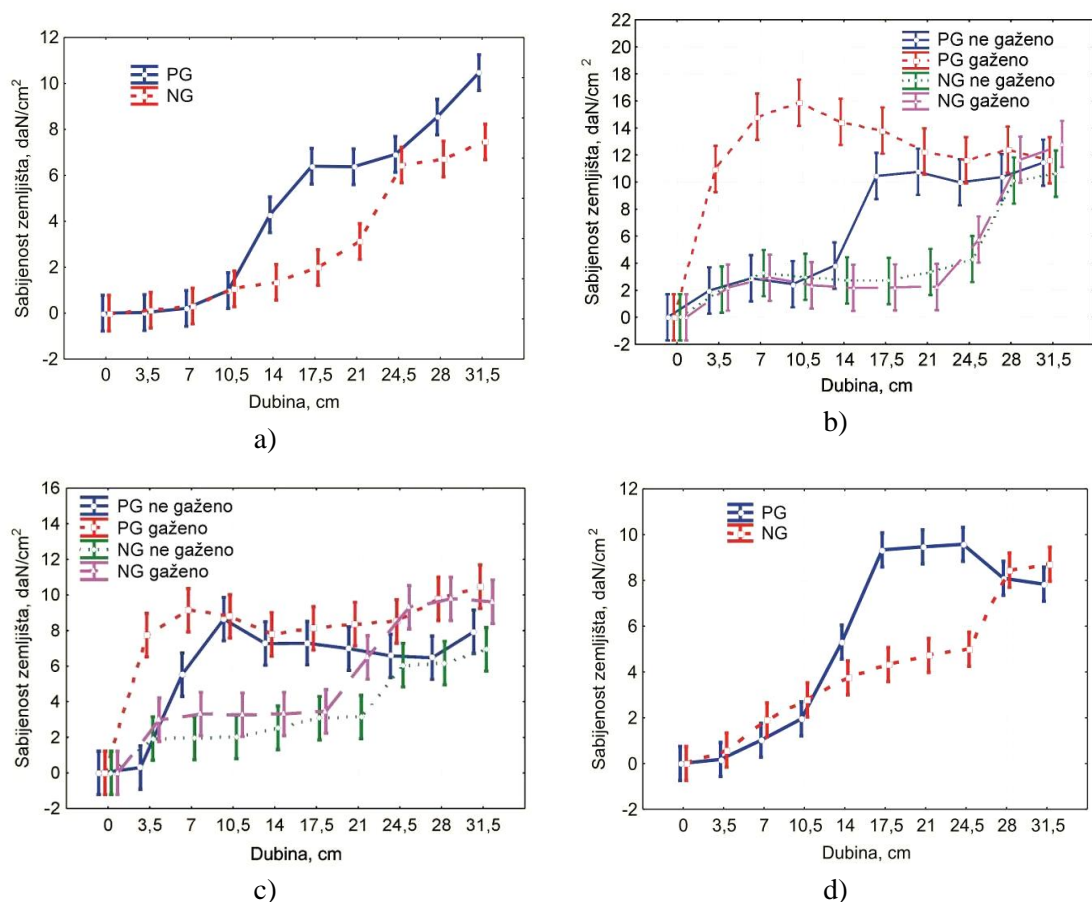 a)
Sabijenost zemljišta, daN/cm²
12
10
8
6
4
2
0
-2
PG
NG
0 3,5 7 10,5 14 17,5 21 24,5 28 31,5
Dubina, cm
b)
Sabijenost zemljišta, daN/cm²
22
20
18
16
14
12
10
8
6
4
2
0
-2
PG ne gaženo
PG gaženo
NG ne gaženo
NG gaženo
0 3,5 7 10,5 14 17,5 21 24,5 28 31,5
Dubina, cm
c)
Sabijenost zemljišta, daN/cm²
16
14
12
10
8
6
4
2
0
-2
PG ne gaženo
PG gaženo
NG ne gaženo
NG gaženo
0 3,5 7 10,5 14 17,5 21 24,5 28 31,5
Dubina, cm
d)
Sabijenost zemljišta, daN/cm²
12
10
8
6
4
2
0
-2
PG
NG
0 3,5 7 10,5 14 17,5 21 24,5 28 31,5
Dubina, cm